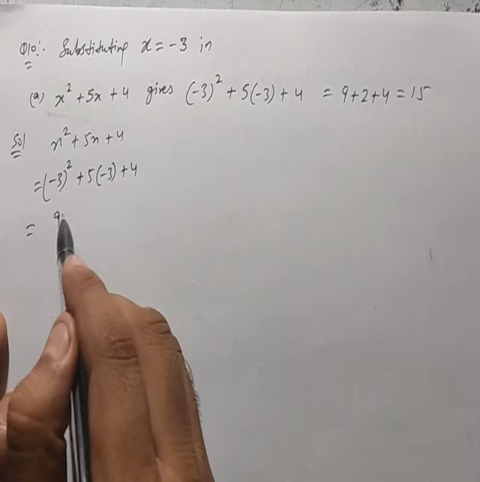 Q10:. Substituting x = -3 in
(a) x² + 5x + 4 gives (-3)² + 5(-3) + 4 = 9 + 2 + 4 = 15
Sol x² + 5x + 4
= (-3)² + 5(-3) + 4
= 9